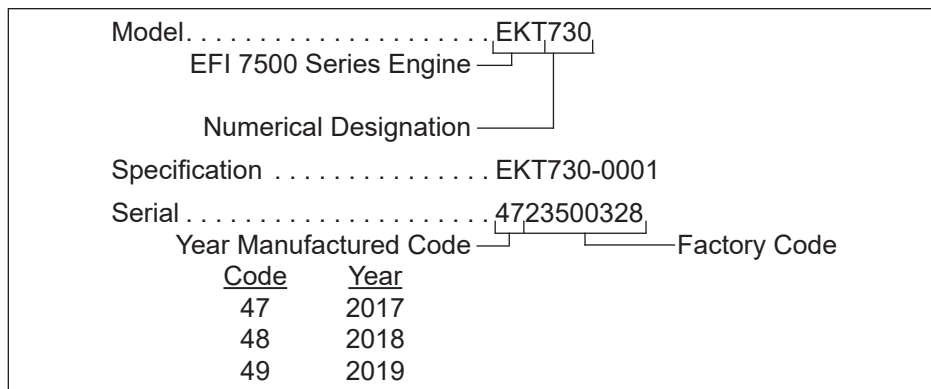 Model. . . . . . . . . . . . . . . . . . . . . . EKT730
EFI 7500 Series Engine
Numerical Designation
Specification . . . . . . . . . . . . . . . EKT730-0001
Serial . . . . . . . . . . . . . . . . . . . . . . 4723500328
Year Manufactured Code Factory Code
Code Year
47 2017
48 2018
49 2019